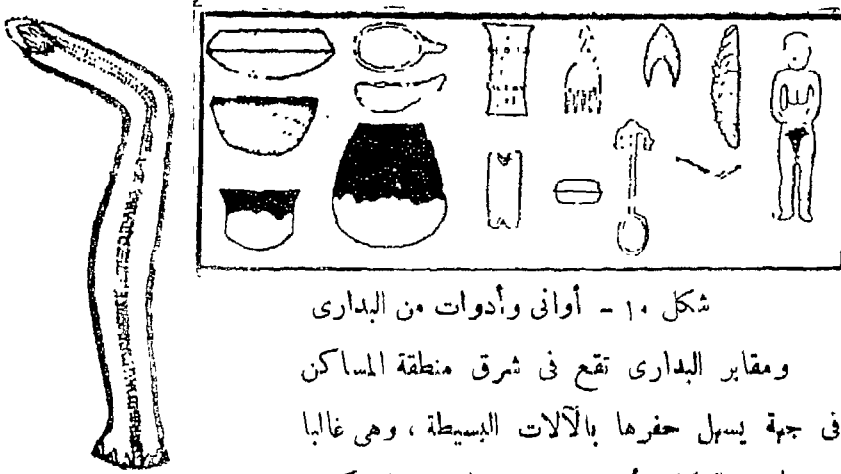 شكل ١٠ - أوانى وأدوات من البدارى
ومقابر البدارى تقع فى شرق منطقة المساكن
فى جهة يسهل حفرها بالآلات البسيطة ، وهى غالبا